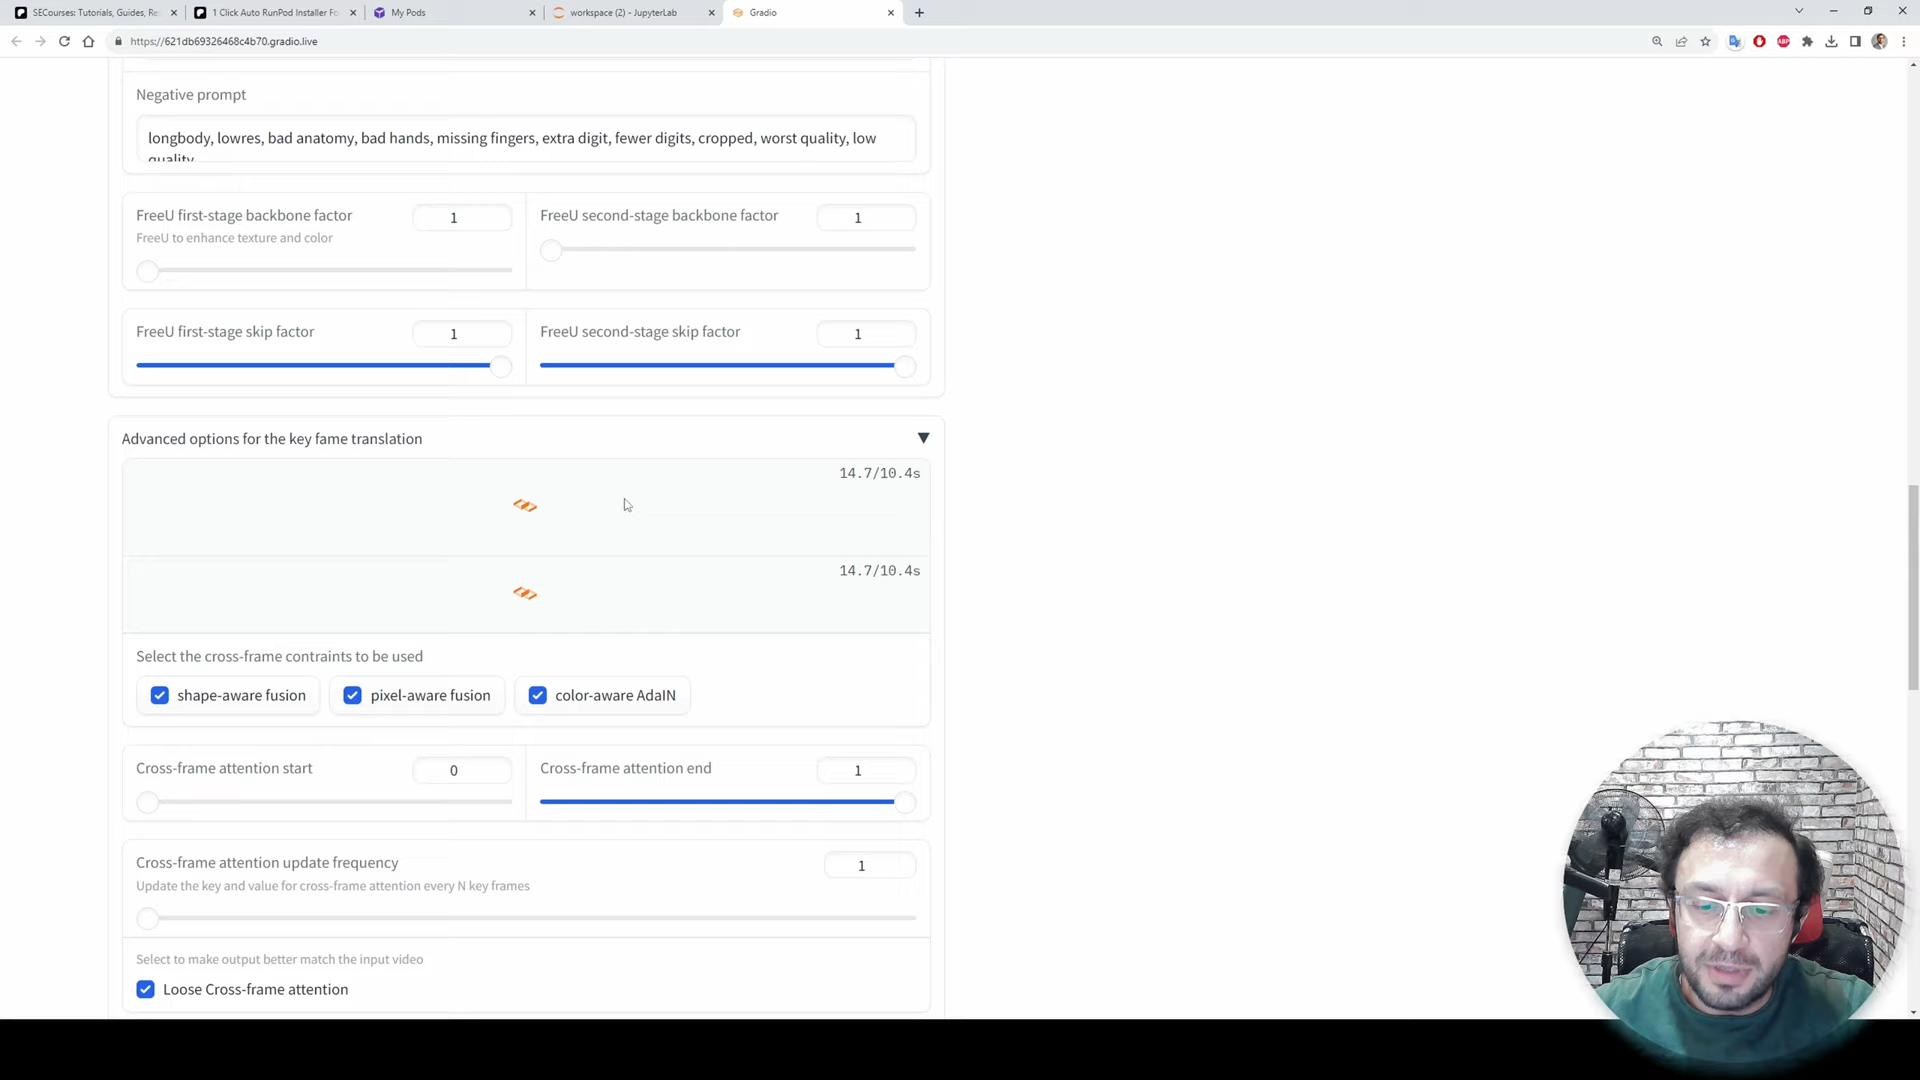 SECourses: Tutorials, Guides, Re
1 Click Auto RunPod Installer Fo
My Pods
workspace (2) - JupyterLab
Gradio
https://621db69326468c4b70.gradio.live
ABP
Negative prompt
longbody, lowres, bad anatomy, bad hands, missing fingers, extra digit, fewer digits, cropped, worst quality, low
quality
FreeU first-stage backbone factor
1
FreeU to enhance texture and color
FreeU second-stage backbone factor
1
FreeU first-stage skip factor
1
FreeU second-stage skip factor
1
Advanced options for the key fame translation
14.7/10.4s
14.7/10.4s
Select the cross-frame contraints to be used
shape-aware fusion
pixel-aware fusion
color-aware AdaIN
Cross-frame attention start
0
Cross-frame attention end
1
Cross-frame attention update frequency
1
Update the key and value for cross-frame attention every N key frames
Select to make output better match the input video
Loose Cross-frame attention